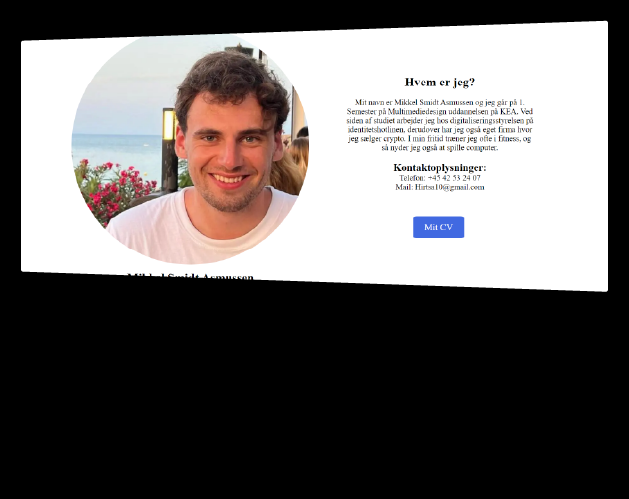 Hvem er jeg?
Mit navn er Mikkel Smidt Asmussen og jeg går på 1.
Semester på Multimediedesign uddannelsen på KEA. Ved
siden af studiet arbejder jeg hos digitaliseringsstyrelsen på
identitetshotlinen, derudover har jeg også eget firma hvor
jeg sælger crypto. I min fritid træner jeg ofte i fitness, og
så nyder jeg også at spille computer.
Kontaktoplysninger:
Telefon: +45 42 53 24 07
Mail: Hirtsa10@gmail.com
Mit CV
Mikkel Smidt Asmussen